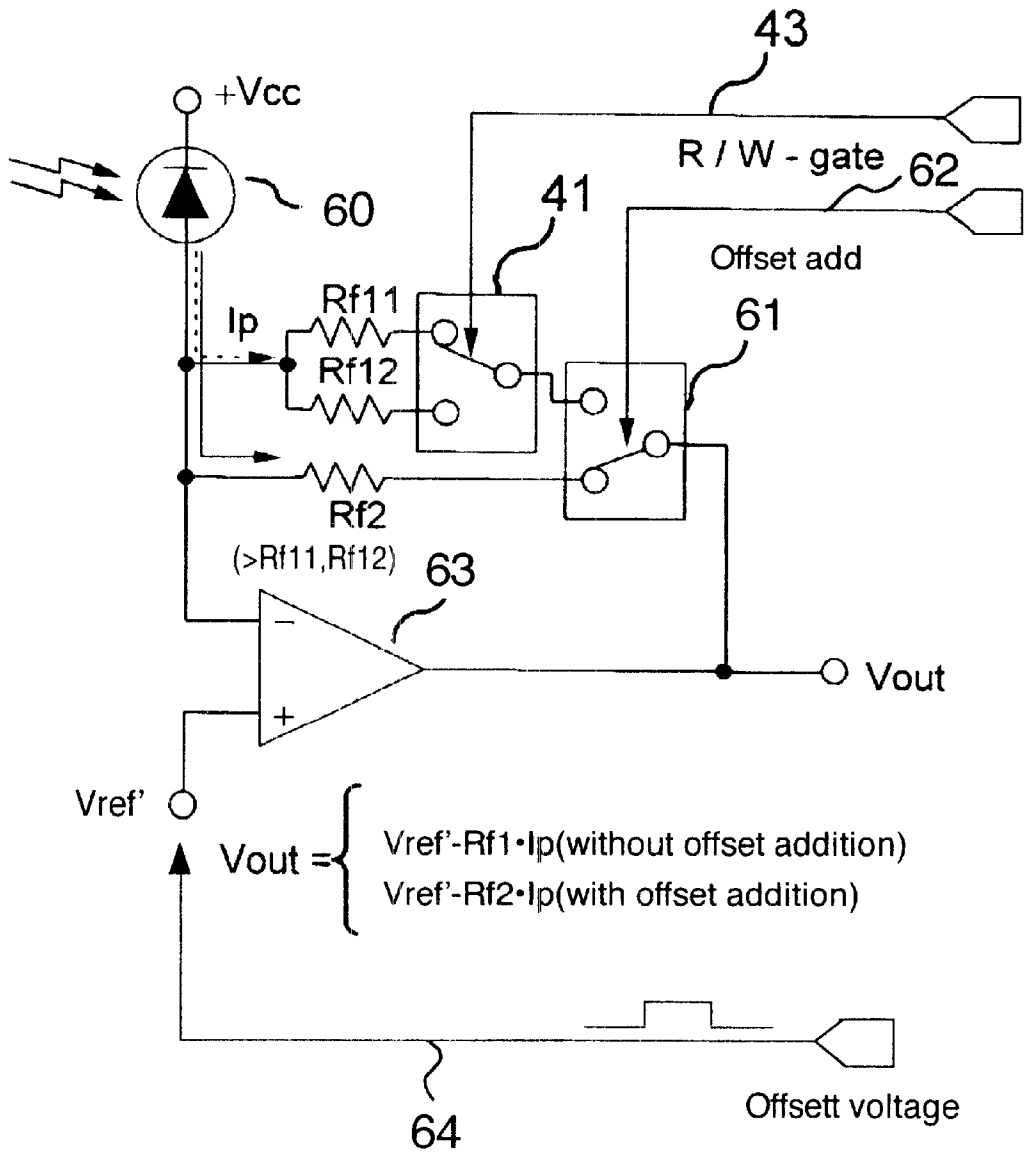 43
+Vcc
R / W - gate
60
41
62
Offset add
Rf11
61
Ip
Rf12
Rf2
(>Rf11,Rf12)
63
−
Vout
+
Vref'
Vout =
Vref'-Rf1•Ip(without offset addition)
Vref'-Rf2•Ip(with offset addition)
64
Offsett voltage